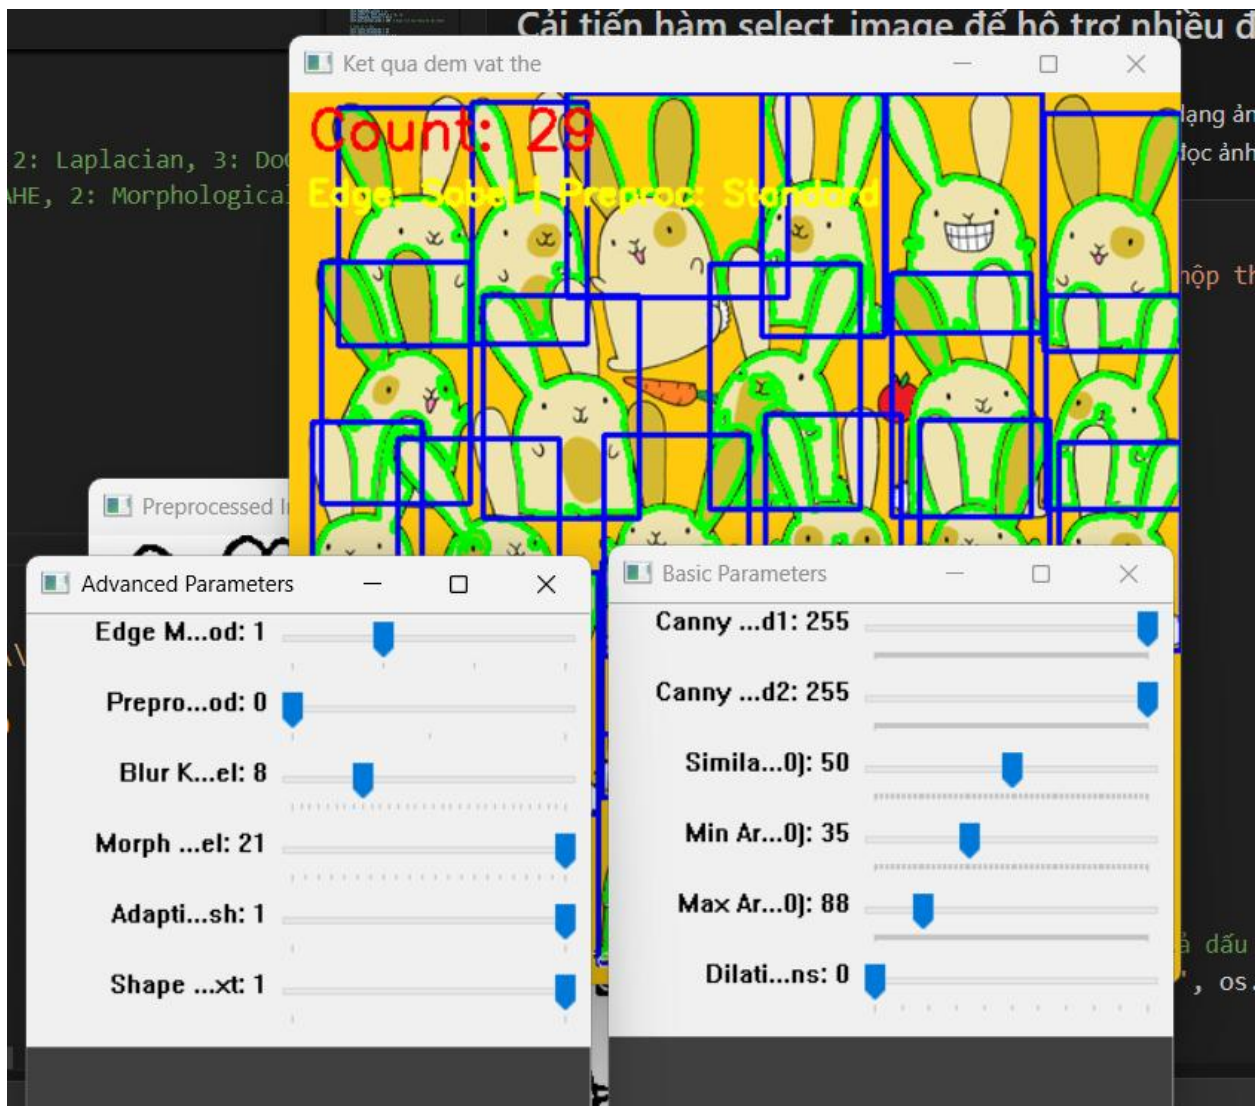 Cải tiến hàm select_image để hỗ trợ nhiều đ
Ket qua dem vat the
dạng ản
đọc ảnh
2: Laplacian, 3: Do
AHE, 2: Morphologica
Count: 29
Edge: Sobel | Preproc: Standard
hộp th
Preprocessed I
Advanced Parameters
Edge M...od: 1
Prepro...od: 0
Blur K...el: 8
Morph ...el: 21
Adapti...sh: 1
Shape ...xt: 1
Basic Parameters
Canny ...d1: 255
Canny ...d2: 255
Simila...0): 50
Min Ar...0): 35
Max Ar...0): 88
Dilati...ns: 0
ả dấu
", os.